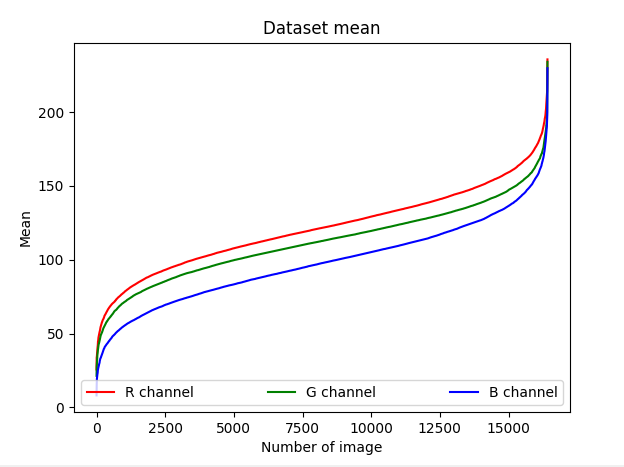 Dataset mean
200
150
100
50
0
Mean
R channel
G channel
B channel
0 2500 5000 7500 10000 12500 15000
Number of image